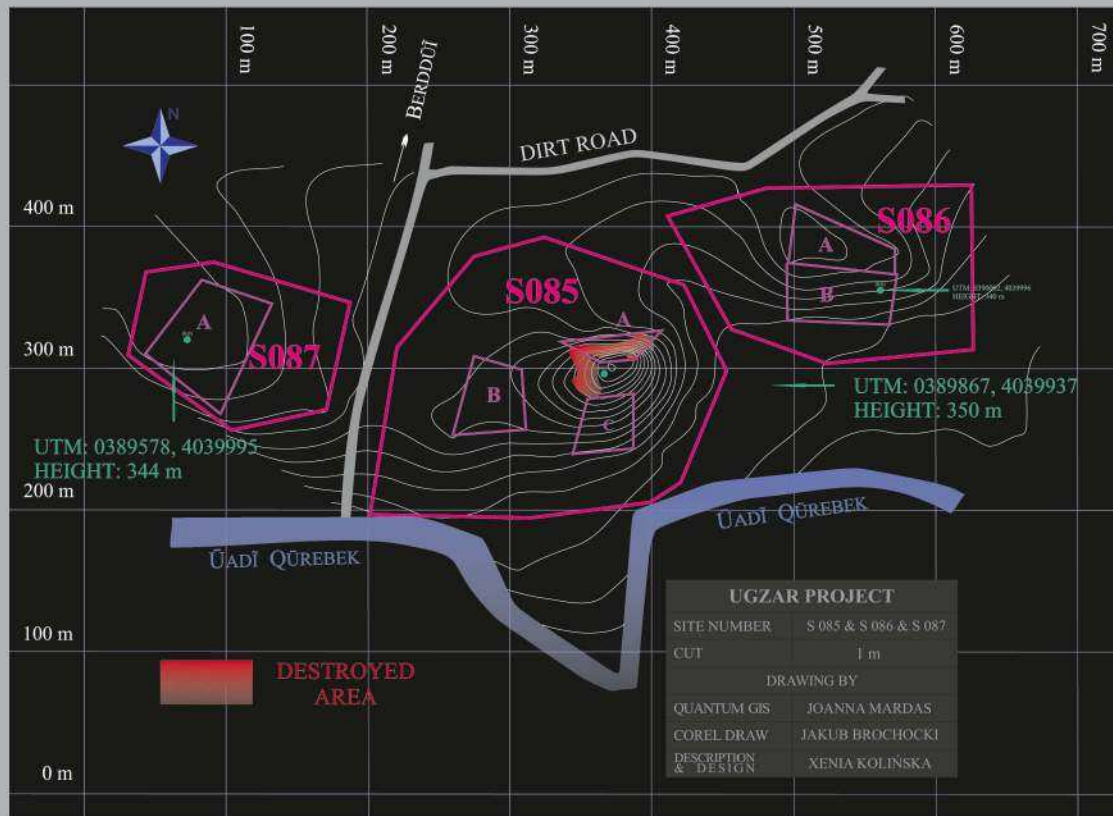 100 m
200 m
300 m
400 m
500 m
600 m
700 m
N
BERDDŪĪ
DIRT ROAD
400 m
S086
A
B
S085
A
B
C
A
S087
300 m
UTM: 0389867, 4039937
HEIGHT: 350 m
UTM: 0389578, 4039995
HEIGHT: 344 m
200 m
ŪADĪ QŪREBEK
ŪADĪ QŪREBEK
100 m
DESTROYED
AREA
0 m
UGZAR PROJECT
SITE NUMBER S 085 & S 086 & S 087
CUT 1 m
DRAWING BY
QUANTUM GIS JOANNA MARDAS
COREL DRAW JAKUB BROCHOCKI
DESCRIPTION
& DESIGN XENIA KOLIŃSKA